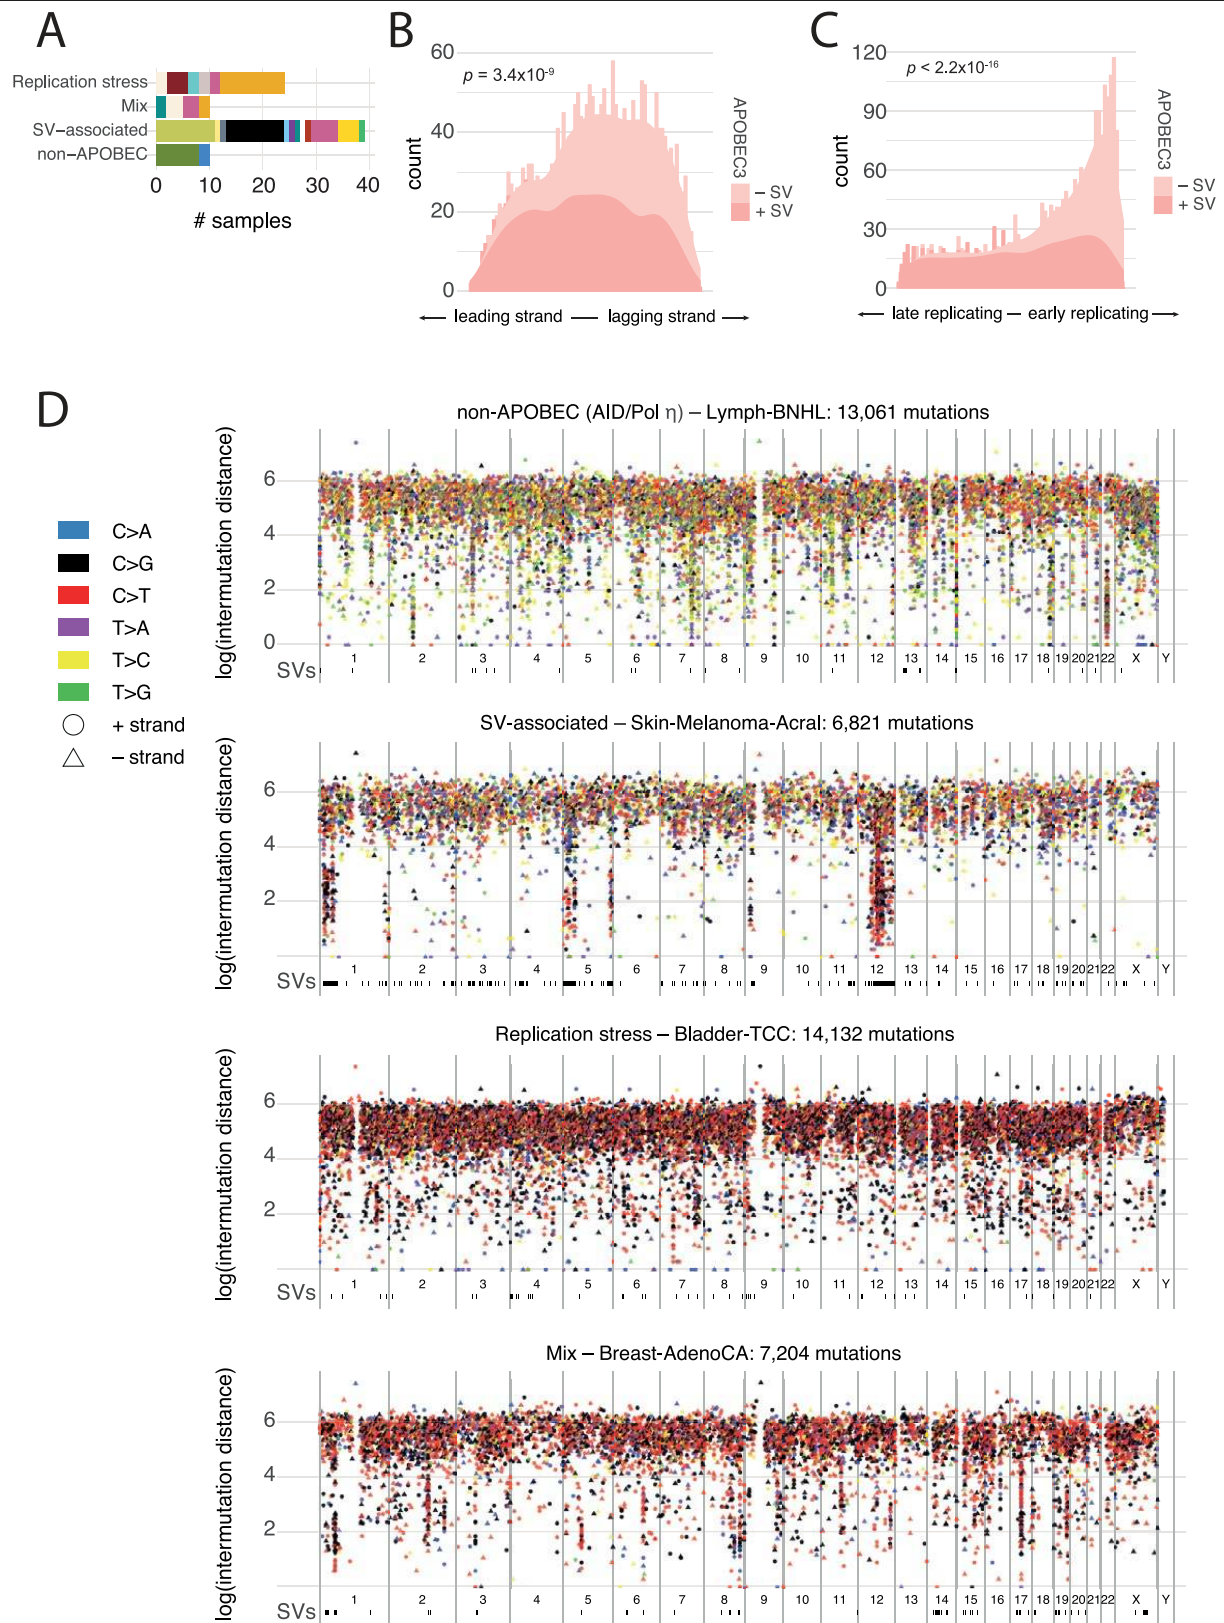 A
Replication stress
Mix
SV–associated
non–APOBEC
0 10 20 30 40
# samples
B
60
40
20
0
count
p = 3.4x10-9
APOBEC3
– SV
+ SV
leading strand — lagging strand
C
120
90
60
30
0
count
p < 2.2x10-16
APOBEC3
– SV
+ SV
late replicating – early replicating
D
C>A
C>G
C>T
T>A
T>C
T>G
+ strand
– strand
non-APOBEC (AID/Pol η) – Lymph-BNHL: 13,061 mutations
log(intermutation distance)
6
4
2
0
1 2 3 4 5 6 7 8 9 10 11 12 13 14 15 16 17 18 19 20 21 22 X Y
SVs
SV-associated – Skin-Melanoma-Acral: 6,821 mutations
log(intermutation distance)
6
4
2
1 2 3 4 5 6 7 8 9 10 11 12 13 14 15 16 17 18 19 20 21 22 X Y
SVs
Replication stress – Bladder-TCC: 14,132 mutations
log(intermutation distance)
6
4
2
1 2 3 4 5 6 7 8 9 10 11 12 13 14 15 16 17 18 19 20 21 22 X Y
SVs
Mix – Breast-AdenoCA: 7,204 mutations
log(intermutation distance)
6
4
2
1 2 3 4 5 6 7 8 9 10 11 12 13 14 15 16 17 18 19 20 21 22 X Y
SVs